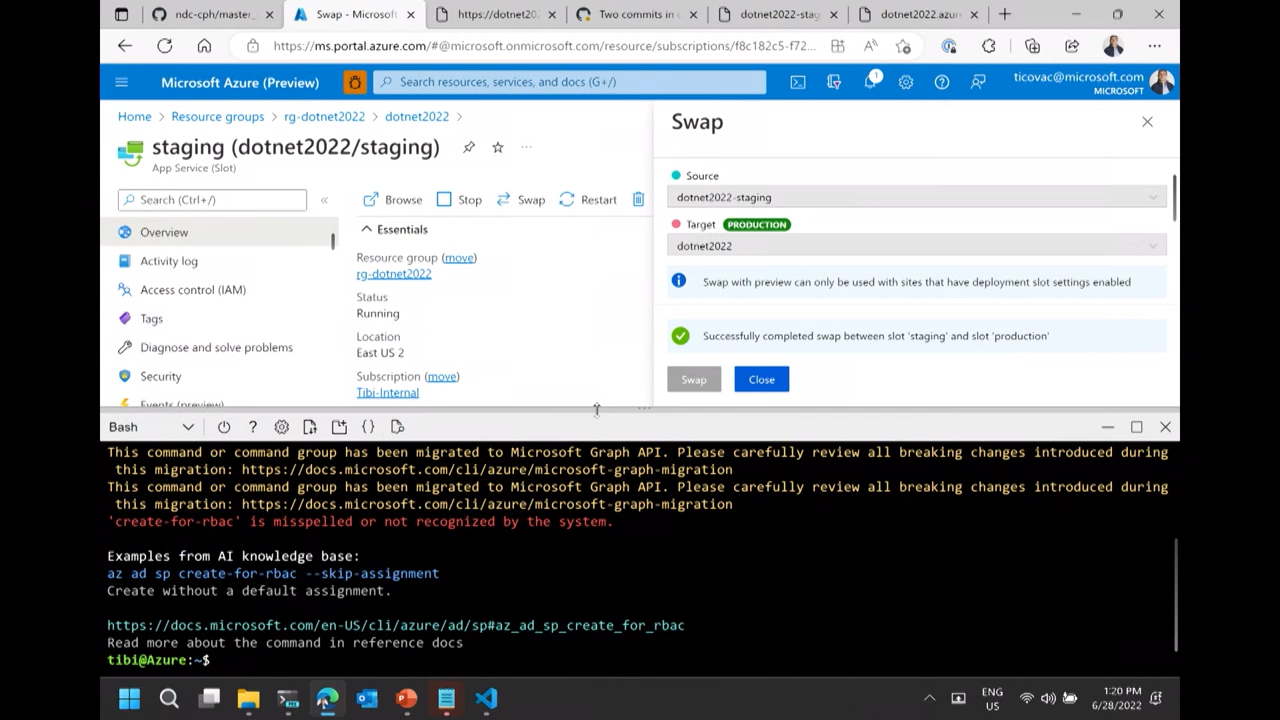 ndc-cph/master_
Swap - Microsof
https://dotnet20
Two commits in c
dotnet2022-stag
dotnet2022.azure
https://ms.portal.azure.com/#@microsoft.onmicrosoft.com/resource/subscriptions/f8c182c5-f72...
Microsoft Azure (Preview)
Search resources, services, and docs (G+/)
1
ticovac@microsoft.com
MICROSOFT
Home > Resource groups > rg-dotnet2022 > dotnet2022 >
staging (dotnet2022/staging)
App Service (Slot)
Search (Ctrl+/)
Overview
Activity log
Access control (IAM)
Tags
Diagnose and solve problems
Security
Events (preview)
Browse Stop Swap Restart
Essentials
Resource group (move)
rg-dotnet2022
Status
Running
Location
East US 2
Subscription (move)
Tibi-Internal
Swap
Source
dotnet2022-staging
Target PRODUCTION
dotnet2022
Swap with preview can only be used with sites that have deployment slot settings enabled
Successfully completed swap between slot 'staging' and slot 'production'
Swap Close
Bash
This command or command group has been migrated to Microsoft Graph API. Please carefully review all breaking changes introduced during
this migration: https://docs.microsoft.com/cli/azure/microsoft-graph-migration
This command or command group has been migrated to Microsoft Graph API. Please carefully review all breaking changes introduced during
this migration: https://docs.microsoft.com/cli/azure/microsoft-graph-migration
'create-for-rbac' is misspelled or not recognized by the system.
Examples from AI knowledge base:
az ad sp create-for-rbac --skip-assignment
Create without a default assignment.
https://docs.microsoft.com/en-US/cli/azure/ad/sp#az_ad_sp_create_for_rbac
Read more about the command in reference docs
tibi@Azure:~$
ENG
US
1:20 PM
6/28/2022